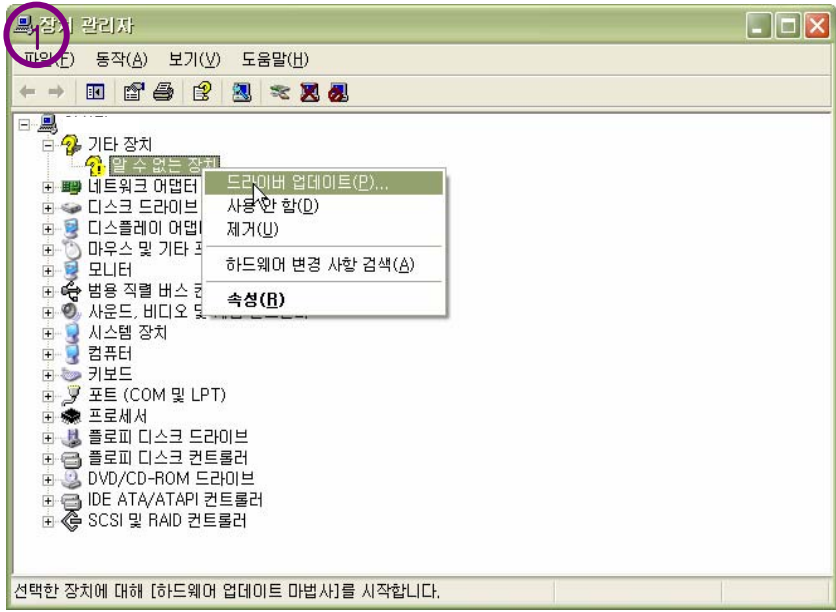 장치 관리자
1
파일(F) 동작(A) 보기(V) 도움말(H)
기타 장치
알 수 없는 장치
네트워크 어댑터
디스크 드라이브
디스플레이 어댑터
마우스 및 기타
모니터
범용 직렬 버스
사운드, 비디오 및
시스템 장치
컴퓨터
키보드
포트 (COM 및 LPT)
프로세서
플로피 디스크 드라이브
플로피 디스크 컨트롤러
DVD/CD-ROM 드라이브
IDE ATA/ATAPI 컨트롤러
SCSI 및 RAID 컨트롤러
드라이버 업데이트(P)...
사용 안 함(D)
제거(U)
하드웨어 변경 사항 검색(A)
속성(R)
선택한 장치에 대해 [하드웨어 업데이트 마법사]를 시작합니다.